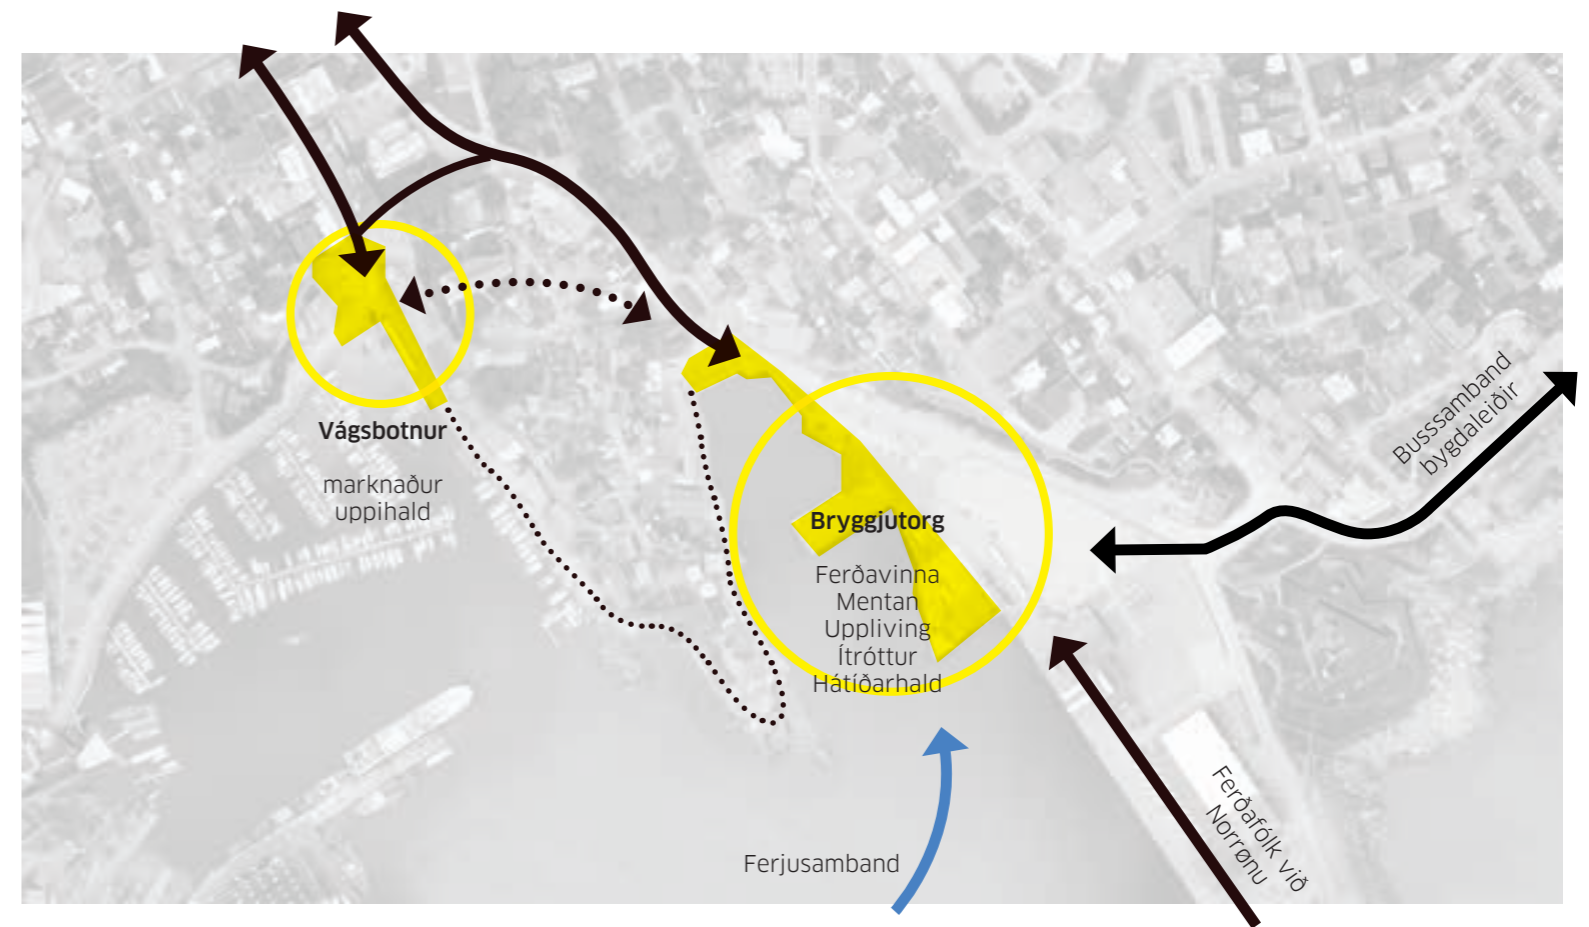 Vágsbotnur
marknaður
uppihald
Bryggjutorg
Ferðavinna
Mentan
Uppliving
Ítróttur
Hátíðarhald
Busssamband
bygdaleiðir
Ferjusamband
Ferðafólk við
Norrønu